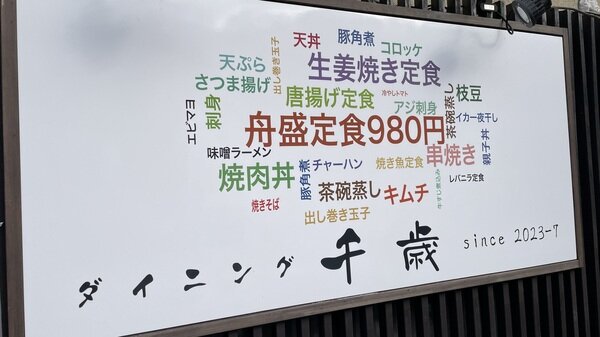 天丼
豚角煮
コロッケ
天ぷら
出し巻き玉子
さつま揚げ
生姜焼き定食
唐揚げ定食
冷やしトマト
アジ刺身
茶碗蒸し
枝豆
イカ一夜干し
エビマヨ
刺身
舟盛定食980円
親子丼
味噌ラーメン
豚角煮
チャーハン
焼き魚定食
串焼き
焼肉丼
レバニラ定食
焼きそば
茶碗蒸し
キムチ
出し巻き玉子
ダイニング 千歳 since 2023-7